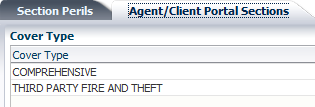 Section Perils Agent/Client Portal Sections
Cover Type
Cover Type
COMPREHENSIVE
THIRD PARTY FIRE AND THEFT